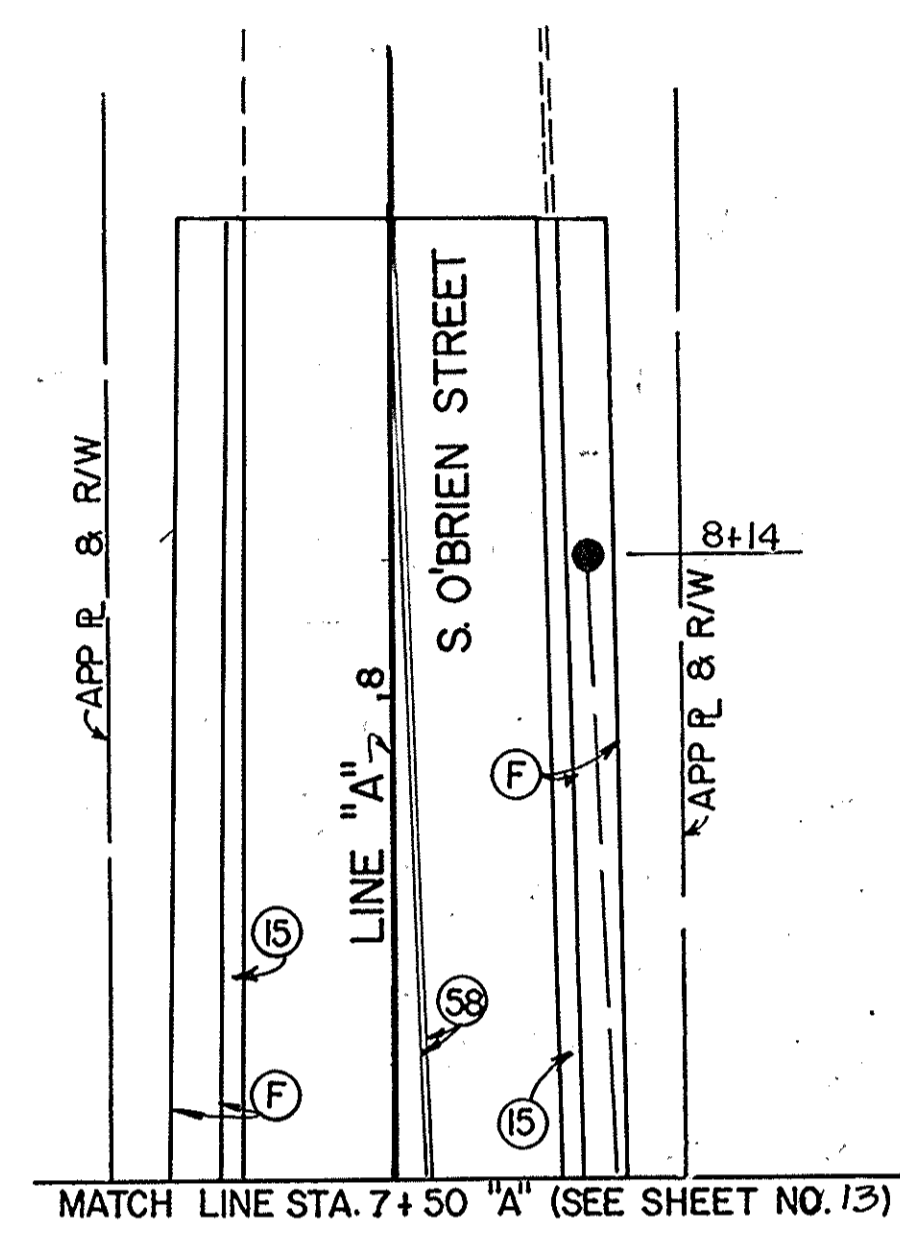 S. O'BRIEN STREET
8+14
APP ℄ & R/W
APP ℄ & R/W
8
LINE "A"
F
15
58
F
15
MATCH LINE STA. 7+50 "A" (SEE SHEET NO. 13)